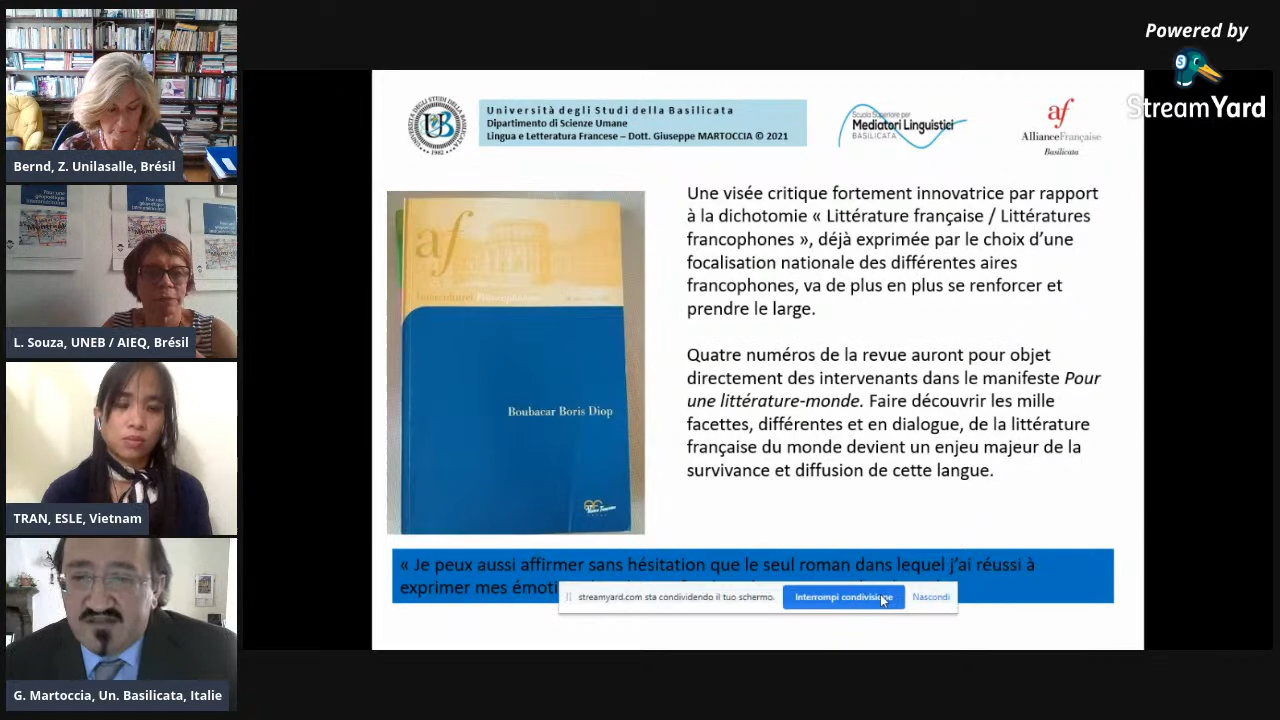 Bernd, Z. Unilasalle, Brésil
L. Souza, UNEB / AIEQ, Brésil
TRAN, ESLE, Vietnam
G. Martoccia, Un. Basilicata, Italie
Powered by
StreamYard
Università degli Studi della Basilicata
Dipartimento di Scienze Umane
Lingua e Letteratura Francese – Dott. Giuseppe MARTOCCIA © 2021
Scuola Superiore per
Mediatori Linguistici
BASILICATA
af
AllianceFrançaise
Basilicata
af
Boubacar Boris Diop
Une visée critique fortement innovatrice par rapport
à la dichotomie « Littérature française / Littératures
francophones », déjà exprimée par le choix d’une
focalisation nationale des différentes aires
francophones, va de plus en plus se renforcer et
prendre le large.
Quatre numéros de la revue auront pour objet
directement des intervenants dans le manifeste Pour
une littérature-monde. Faire découvrir les mille
facettes, différentes et en dialogue, de la littérature
française du monde devient un enjeu majeur de la
survivance et diffusion de cette langue.
« Je peux aussi affirmer sans hésitation que le seul roman dans lequel j’ai réussi à
exprimer mes émoti
streamyard.com sta condividendo il tuo schermo.
Interrompi condivisione
Nascondi